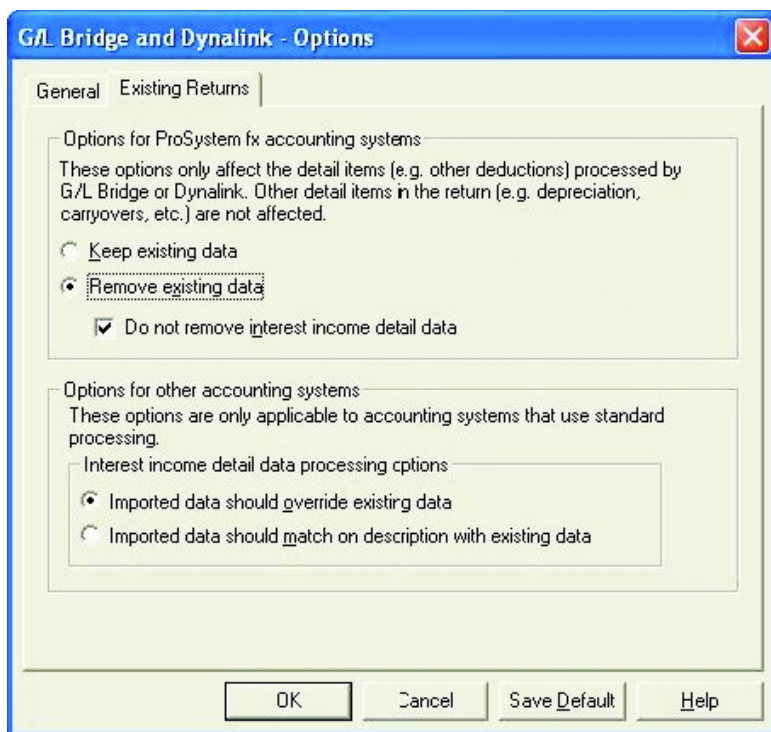 G/L Bridge and Dynalink - Options
General
Existing Returns
Options for ProSystem fx accounting systems
These options only affect the detail items (e.g. other deductions) processed by
G/L Bridge or Dynalink. Other detail items in the return (e.g. depreciation,
carryovers, etc.) are not affected.
Keep existing data
Remove existing data
Do not remove interest income detail data
Options for other accounting systems
These options are only applicable to accounting systems that use standard
processing.
Interest income detail data processing options
Imported data should override existing data
Imported data should match on description with existing data
OK
Cancel
Save Default
Help